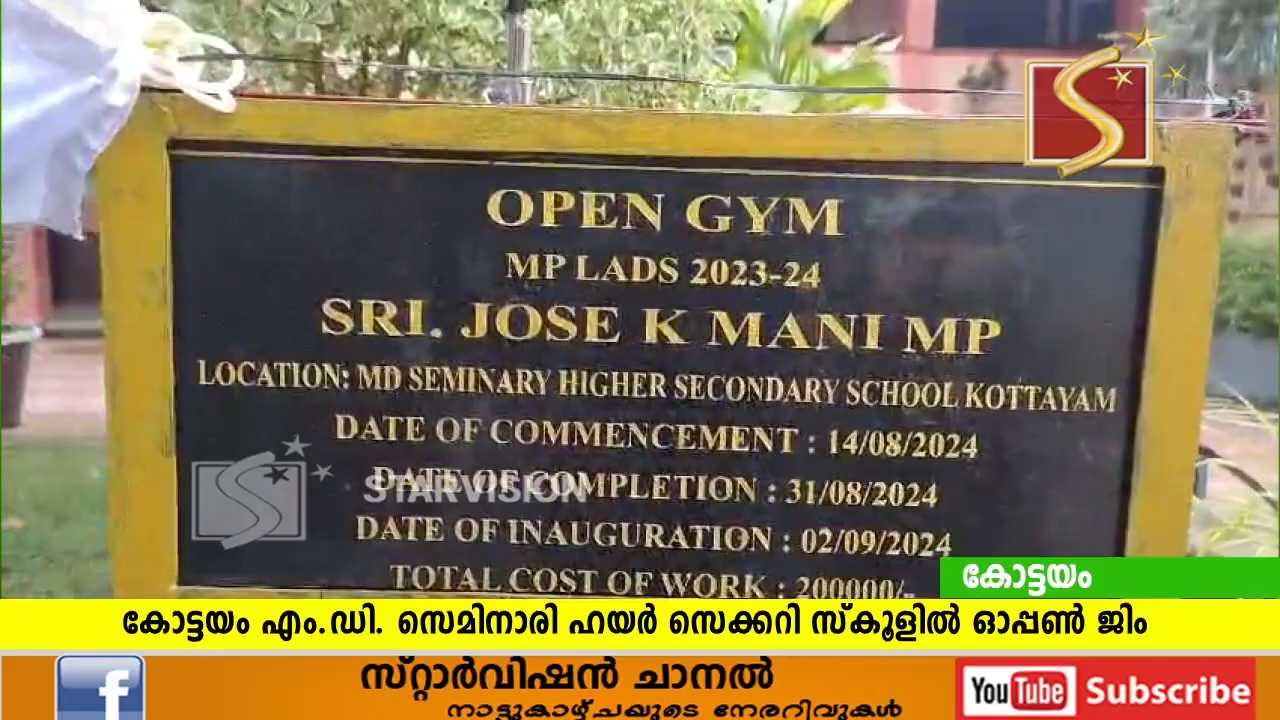 OPEN GYM
MP LADS 2023-24
SRI. JOSE K MANI MP
LOCATION: MD SEMINARY HIGHER SECONDARY SCHOOL KOTTAYAM
DATE OF COMMENCEMENT : 14/08/2024
DATE OF COMPLETION : 31/08/2024
STARVISION
DATE OF INAUGURATION : 02/09/2024
TOTAL COST OF WORK : 200000/-
കോട്ടയം
കോട്ടയം എം.ഡി. സെമിനാരി ഹയർ സെക്കറി സ്കൂളിൽ ഓപ്പൺ ജിം
സ്റ്റാർവിഷൻ ചാനൽ
നാട്ടുകാഴ്ചയുടെ നേരറിവുകൾ
YouTube Subscribe